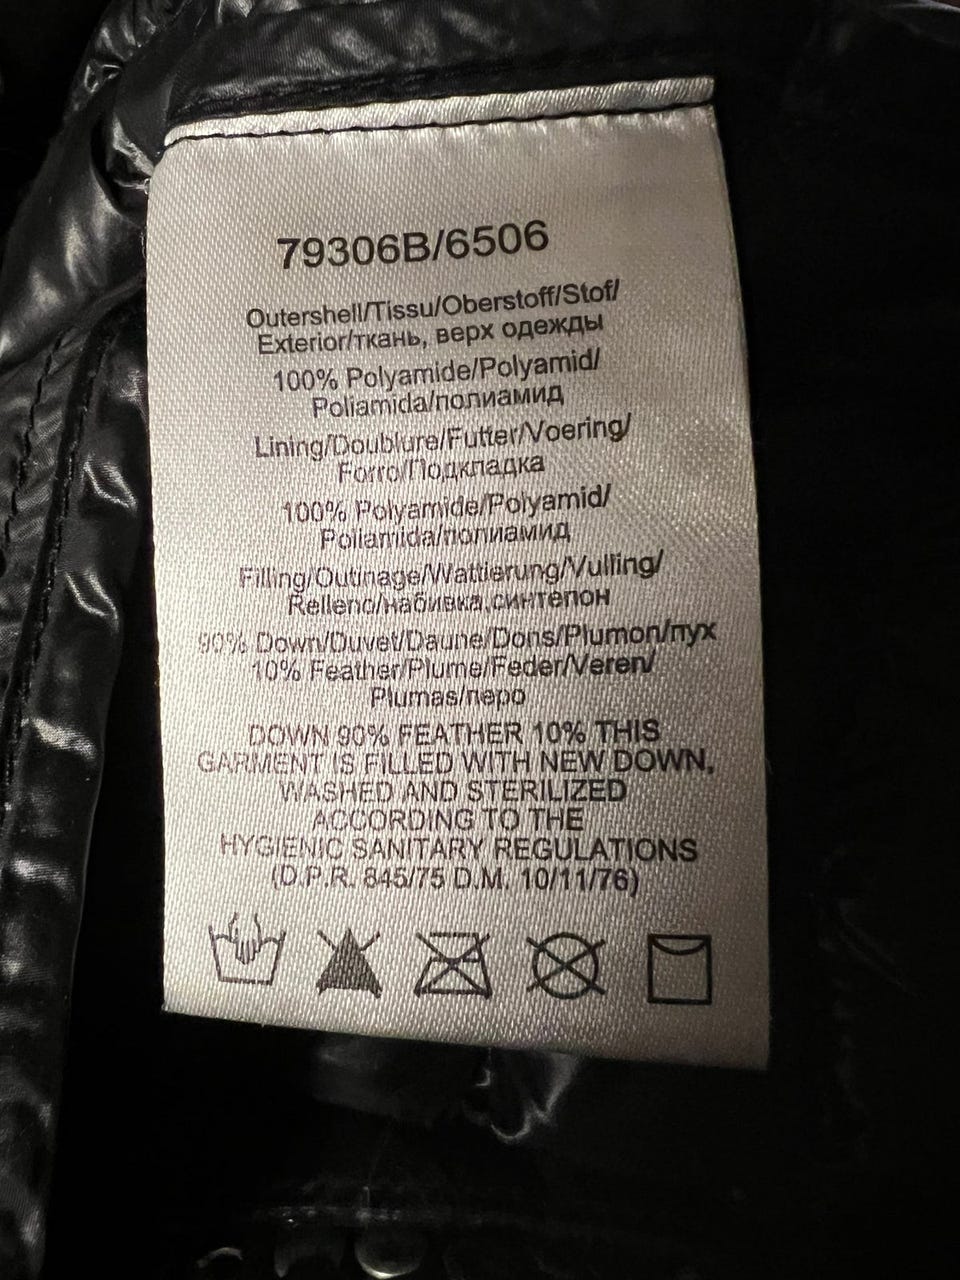 79306B/6506
Outershell/Tissu/Oberstoff/Stof/
Exterior/ткань, верх одежды
100% Polyamide/Polyamid/
Poliamida/полиамид
Lining/Doublure/Futter/Voering/
Forro/Подкладка
100% Polyamide/Polyamid/
Poliamida/полиамид
Filling/Outinage/Wattierung/Vulling/
Relleno/набивка,синтепон
90% Down/Duvet/Daune/Dons/Plumon/пух
10% Feather/Plume/Feder/Veren/
Plumas/перо
DOWN 90% FEATHER 10% THIS
GARMENT IS FILLED WITH NEW DOWN,
WASHED AND STERILIZED
ACCORDING TO THE
HYGIENIC SANITARY REGULATIONS
(D.P.R. 845/75 D.M. 10/11/76)